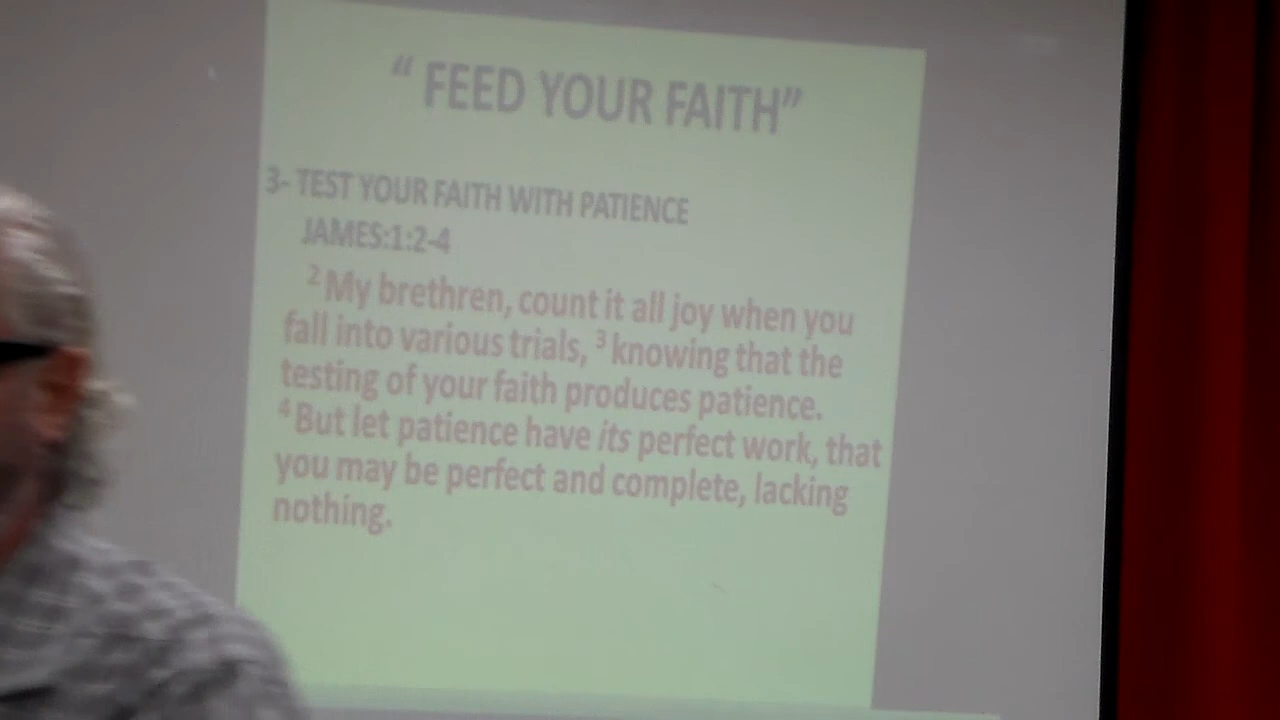 “ FEED YOUR FAITH”
3- TEST YOUR FAITH WITH PATIENCE
JAMES:1:2-4
2 My brethren, count it all joy when you
fall into various trials, 3 knowing that the
testing of your faith produces patience.
4 But let patience have its perfect work, that
you may be perfect and complete, lacking
nothing.